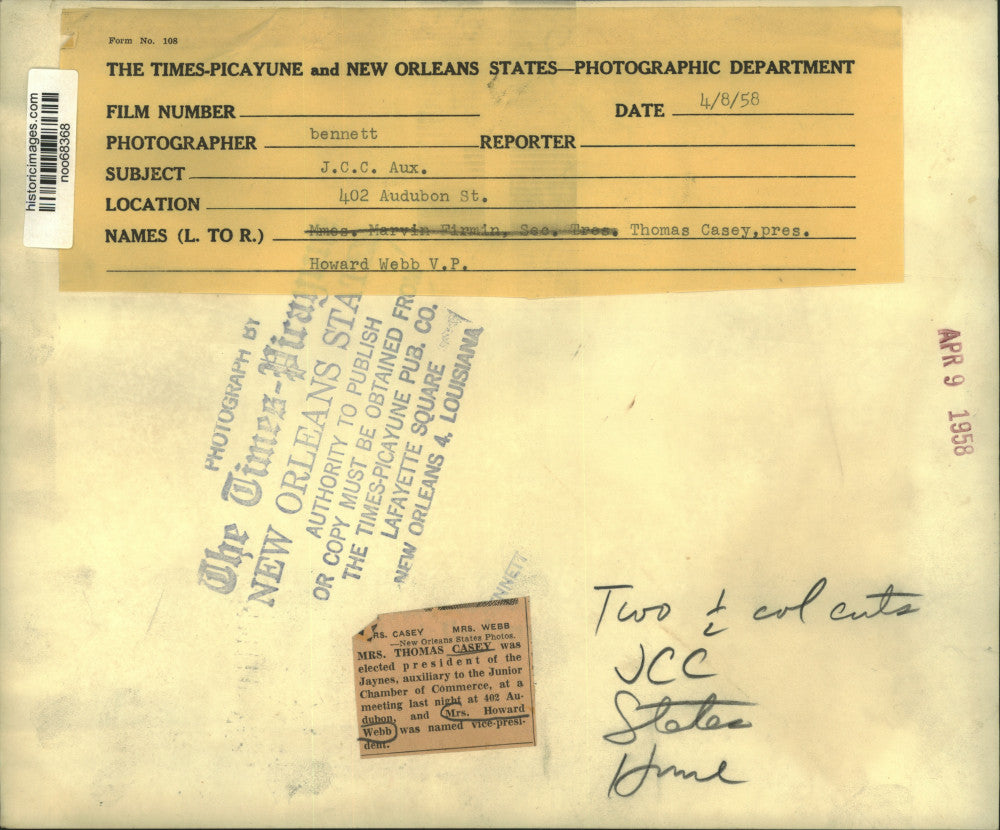 Form No. 108
THE TIMES-PICAYUNE and NEW ORLEANS STATES—PHOTOGRAPHIC DEPARTMENT
FILM NUMBER
DATE 4/8/58
PHOTOGRAPHER bennett REPORTER
SUBJECT J.C.C. Aux.
LOCATION 402 Audubon St.
NAMES (L. TO R.) Mmes. Marvin Firmin, Sec. Tres. Thomas Casey,pres.
Howard Webb V.P.
historicimages.com
noo68368
PHOTOGRAPH BY
The Times-Picayune
NEW ORLEANS STA
AUTHORITY TO PUBLISH
OR COPY MUST BE OBTAINED FRO
THE TIMES-PICAYUNE PUB. CO.
LAFAYETTE SQUARE
NEW ORLEANS 4, LOUISIANA
APR 9 1958
NNETT
RS. CASEY MRS. WEBB
—New Orleans States Photos.
MRS. THOMAS CASEY was
elected president of the
Jaynes, auxiliary to the Junior
Chamber of Commerce, at a
meeting last night at 402 Au-
dubon, and Mrs. Howard
Webb was named vice-presi-
dent.
Two ½ col cuts
JCC
States
Home